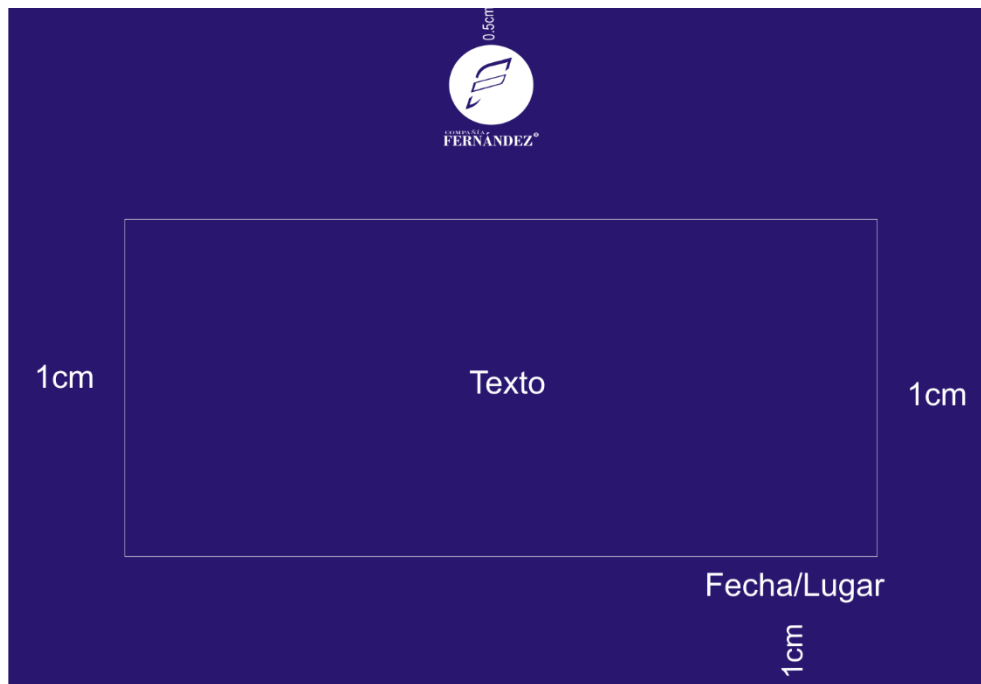 0.5cm
COMPAÑÍA
FERNÁNDEZ®
1cm
Texto
1cm
Fecha/Lugar
1cm